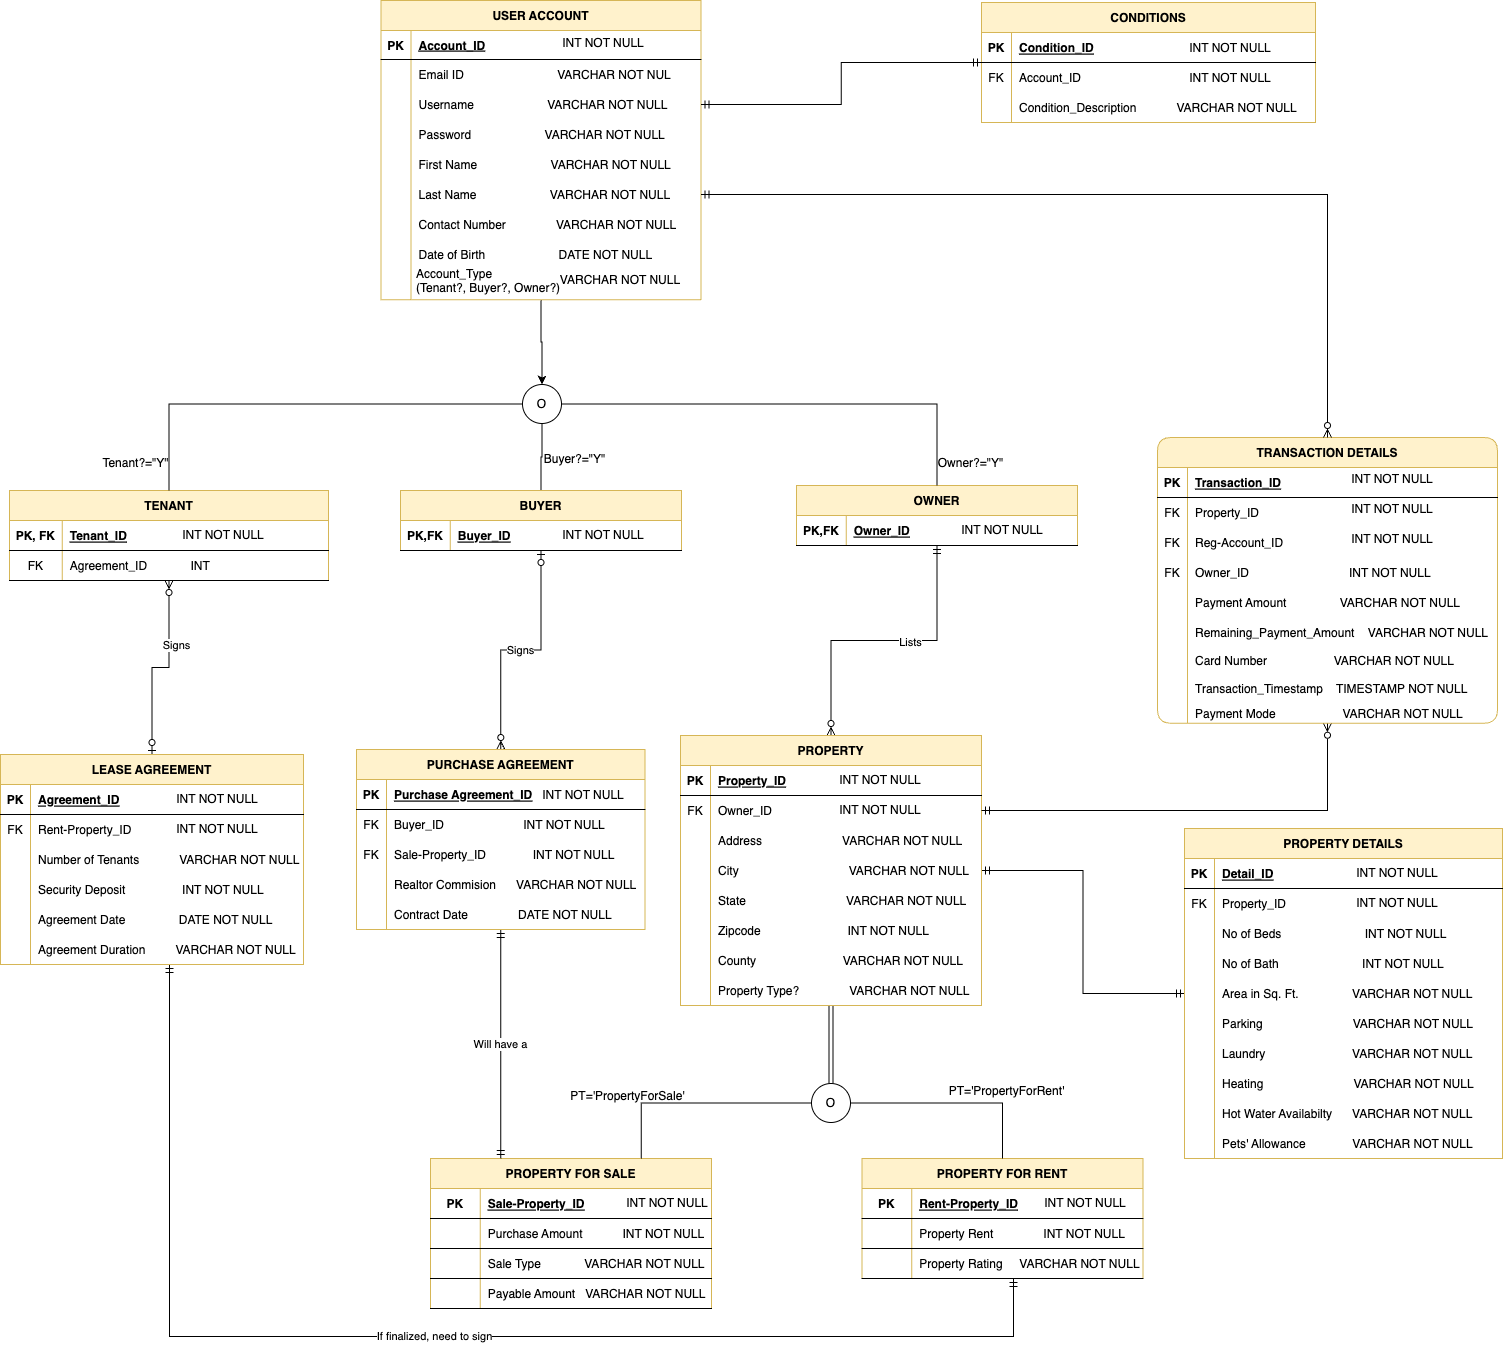 USER ACCOUNT
PK Account_ID INT NOT NULL
Email ID VARCHAR NOT NUL
Username VARCHAR NOT NULL
Password VARCHAR NOT NULL
First Name VARCHAR NOT NULL
Last Name VARCHAR NOT NULL
Contact Number VARCHAR NOT NULL
Date of Birth DATE NOT NULL
Account_Type
(Tenant?, Buyer?, Owner?) VARCHAR NOT NULL
CONDITIONS
PK Condition_ID INT NOT NULL
FK Account_ID INT NOT NULL
Condition_Description VARCHAR NOT NULL
O
Tenant?="Y"
Buyer?="Y"
Owner?="Y"
TENANT
PK, FK Tenant_ID INT NOT NULL
FK Agreement_ID INT
BUYER
PK,FK Buyer_ID INT NOT NULL
OWNER
PK,FK Owner_ID INT NOT NULL
TRANSACTION DETAILS
PK Transaction_ID INT NOT NULL
FK Property_ID INT NOT NULL
FK Reg-Account_ID INT NOT NULL
FK Owner_ID INT NOT NULL
Payment Amount VARCHAR NOT NULL
Remaining_Payment_Amount VARCHAR NOT NULL
Card Number VARCHAR NOT NULL
Transaction_Timestamp TIMESTAMP NOT NULL
Payment Mode VARCHAR NOT NULL
Signs
Signs
Lists
LEASE AGREEMENT
PK Agreement_ID INT NOT NULL
FK Rent-Property_ID INT NOT NULL
Number of Tenants VARCHAR NOT NULL
Security Deposit INT NOT NULL
Agreement Date DATE NOT NULL
Agreement Duration VARCHAR NOT NULL
PURCHASE AGREEMENT
PK Purchase Agreement_ID INT NOT NULL
FK Buyer_ID INT NOT NULL
FK Sale-Property_ID INT NOT NULL
Realtor Commision VARCHAR NOT NULL
Contract Date DATE NOT NULL
PROPERTY
PK Property_ID INT NOT NULL
FK Owner_ID INT NOT NULL
Address VARCHAR NOT NULL
City VARCHAR NOT NULL
State VARCHAR NOT NULL
Zipcode INT NOT NULL
County VARCHAR NOT NULL
Property Type? VARCHAR NOT NULL
PROPERTY DETAILS
PK Detail_ID INT NOT NULL
FK Property_ID INT NOT NULL
No of Beds INT NOT NULL
No of Bath INT NOT NULL
Area in Sq. Ft. VARCHAR NOT NULL
Parking VARCHAR NOT NULL
Laundry VARCHAR NOT NULL
Heating VARCHAR NOT NULL
Hot Water Availabilty VARCHAR NOT NULL
Pets' Allowance VARCHAR NOT NULL
Will have a
PT='PropertyForSale'
O
PT='PropertyForRent'
PROPERTY FOR SALE
PK Sale-Property_ID INT NOT NULL
Purchase Amount INT NOT NULL
Sale Type VARCHAR NOT NULL
Payable Amount VARCHAR NOT NULL
PROPERTY FOR RENT
PK Rent-Property_ID INT NOT NULL
Property Rent INT NOT NULL
Property Rating VARCHAR NOT NULL
If finalized, need to sign